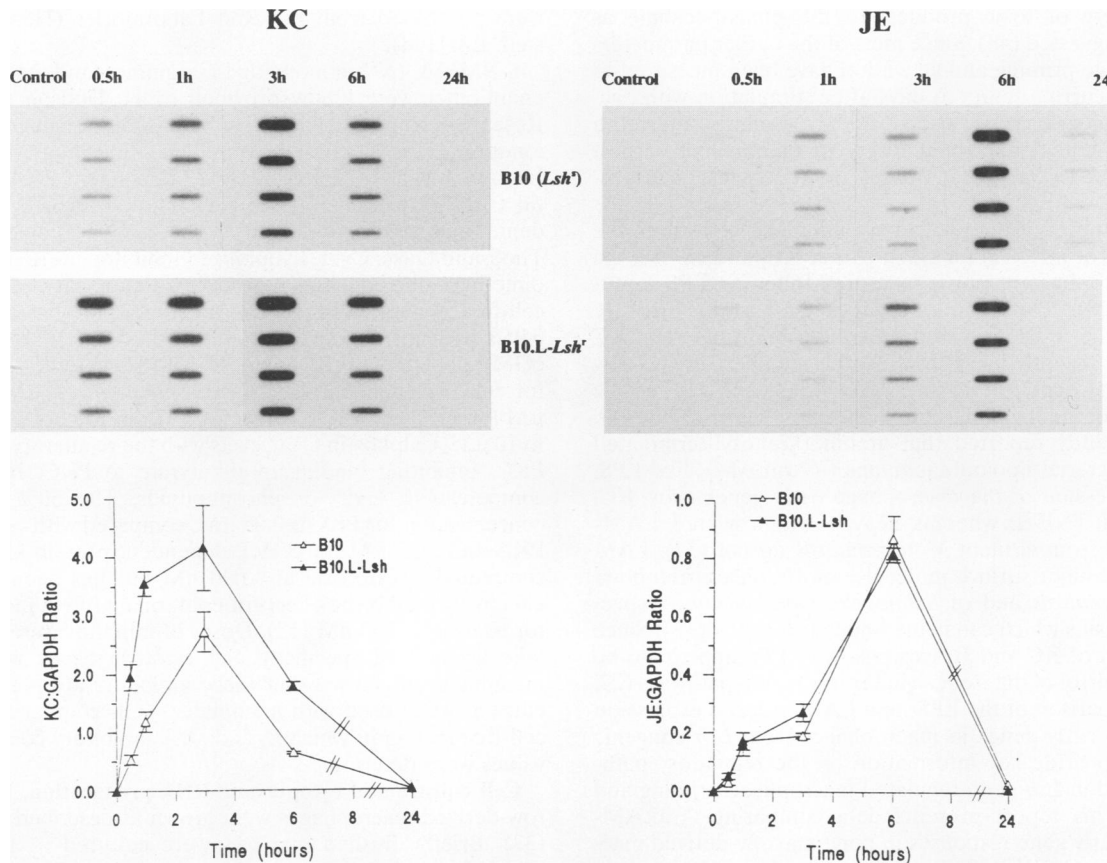 KC
JE
Control 0.5h 1h 3h 6h 24h
Control 0.5h 1h 3h 6h 24h
B10 (Lshˢ)
B10.L-Lshʳ
5.0
4.0
3.0
2.0
1.0
0.0
KC:GAPDH Ratio
B10
B10.L-Lsh
0 2 4 6 8 24
Time (hours)
1.0
0.8
0.6
0.4
0.2
0.0
JE:GAPDH Ratio
B10
B10.L-Lsh
0 2 4 6 8 24
Time (hours)